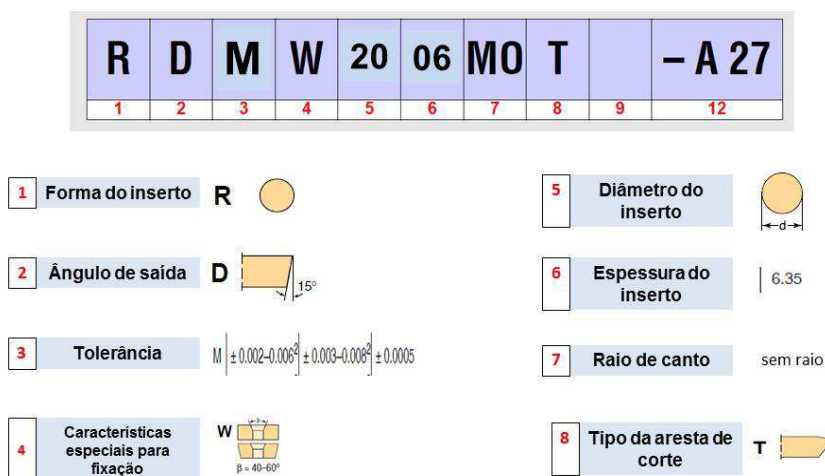 R D M W 20 06 MO T – A 27
1 2 3 4 5 6 7 8 9 12
1 Forma do inserto R
2 Ângulo de saída D 15°
3 Tolerância M ± 0.002–0.006² ± 0.003–0.008² ± 0.0005
4 Características especiais para fixação W β
β = 40–60°
5 Diâmetro do inserto d
6 Espessura do inserto 6.35
7 Raio de canto sem raio
8 Tipo da aresta de corte T